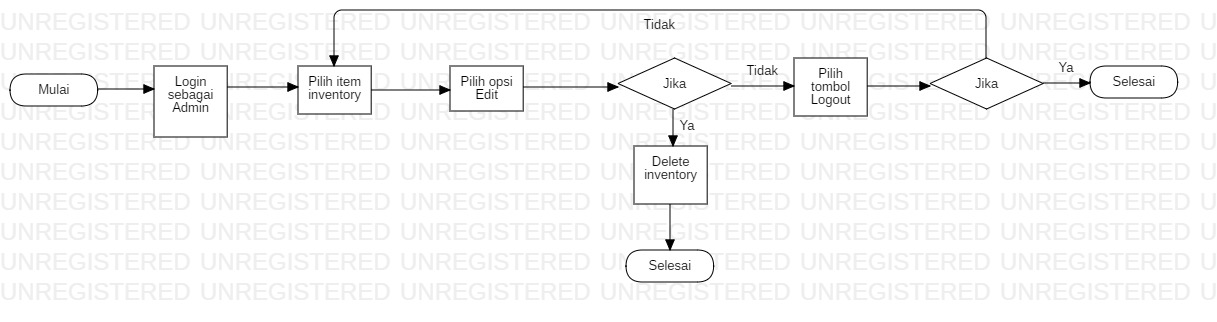 Tidak
Mulai
Login
sebagai
Admin
Pilih item
inventory
Pilih opsi
Edit
Jika
Tidak
Pilih
tombol
Logout
Jika
Ya
Selesai
Ya
Delete
inventory
Selesai
UNREGISTERED UNREGISTERED UNREGISTERED UNREGISTERED UNREGISTERED UNREGISTERED U
UNREGISTERED UNREGISTERED UNREGISTERED UNREGISTERED UNREGISTERED UNREGISTERED U
UNREGISTERED UNREGISTERED UNREGISTERED UNREGISTERED UNREGISTERED UNREGISTERED U
UNREGISTERED UNREGISTERED UNREGISTERED UNREGISTERED UNREGISTERED UNREGISTERED U
UNREGISTERED UNREGISTERED UNREGISTERED UNREGISTERED UNREGISTERED UNREGISTERED U
UNREGISTERED UNREGISTERED UNREGISTERED UNREGISTERED UNREGISTERED UNREGISTERED U
UNREGISTERED UNREGISTERED UNREGISTERED UNREGISTERED UNREGISTERED UNREGISTERED U
UNREGISTERED UNREGISTERED UNREGISTERED UNREGISTERED UNREGISTERED UNREGISTERED U
UNREGISTERED UNREGISTERED UNREGISTERED UNREGISTERED UNREGISTERED UNREGISTERED U
UNREGISTERED UNREGISTERED UNREGISTERED UNREGISTERED UNREGISTERED UNREGISTERED U